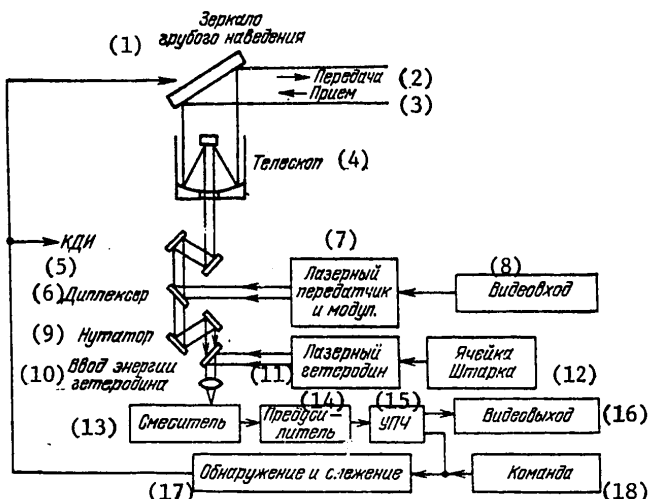 Зеркало
(1) грубого наведения
Передача (2)
Прием (3)
Телескоп (4)
КДИ
(5)
(7)
(6) Диплексер
Лазерный
передатчик
и модул.
(8)
Видеовход
(9) Нутатор
(10) Ввод энергии
гетеродина
(11)
Лазерный
гетеродин
Ячейка
Штарка
(12)
(13) Смеситель
(14)
Предуси-
литель
(15)
УПЧ
Видеовыход (16)
(17)
Обнаружение и слежение
Команда
(18)